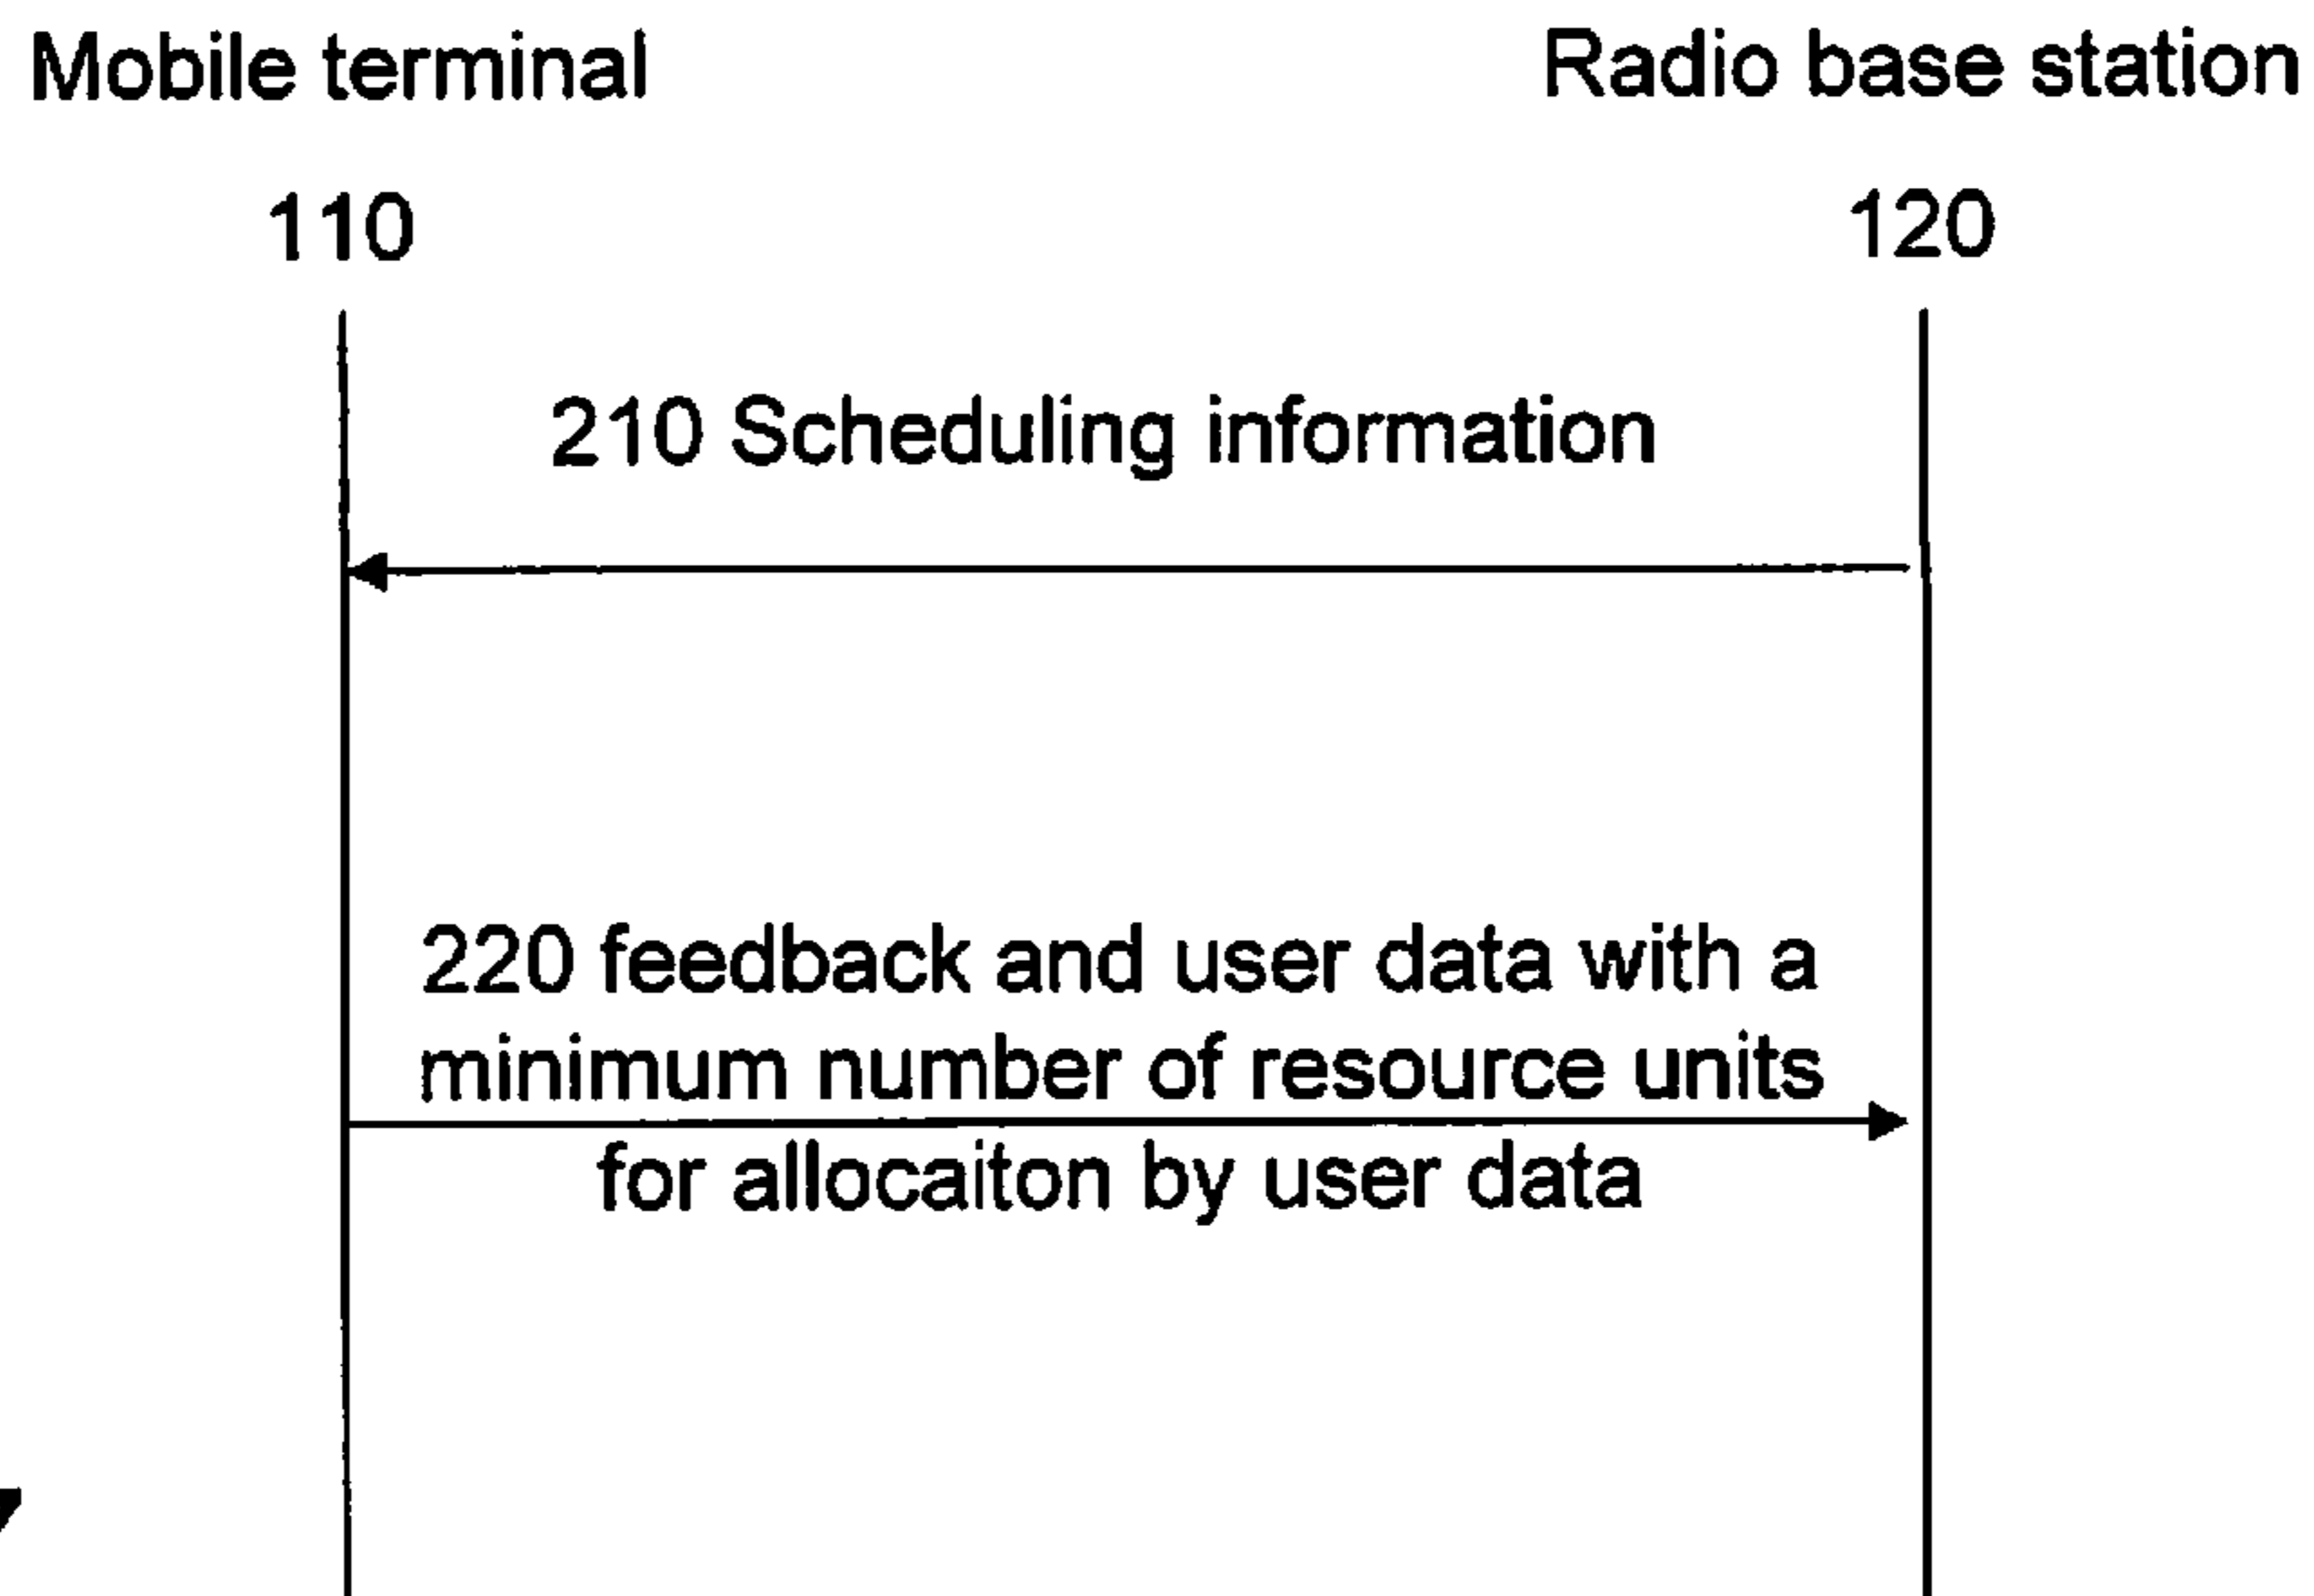 Mobile terminal
Radio base station
110
120
210 Scheduling information
220 feedback and user data with a
minimum number of resource units
for allocaiton by user data